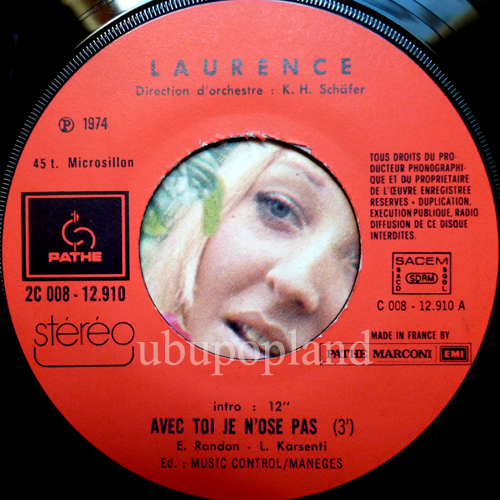 LAURENCE
Direction d'orchestre : K. H. Schäfer
Ⓟ 1974
45 t. Microsillon
PATHE
2C 008 - 12.910
stéréo
TOUS DROITS DU PRO-
DUCTEUR PHONOGRAPHI-
QUE ET DU PROPRIETAIRE
DE L'ŒUVRE ENREGISTREE
RESERVES • DUPLICATION,
EXECUTION PUBLIQUE, RADIO
DIFFUSION DE CE DISQUE
INTERDITES.
SACEM
SACD SDRM SGDL
C 008 - 12.910 A
MADE IN FRANCE BY
PATHE MARCONI EMI
ubupopland
intro : 12"
AVEC TOI JE N'OSE PAS (3')
E. Randon - L. Karsenti
Ed. : MUSIC CONTROL/MANEGES